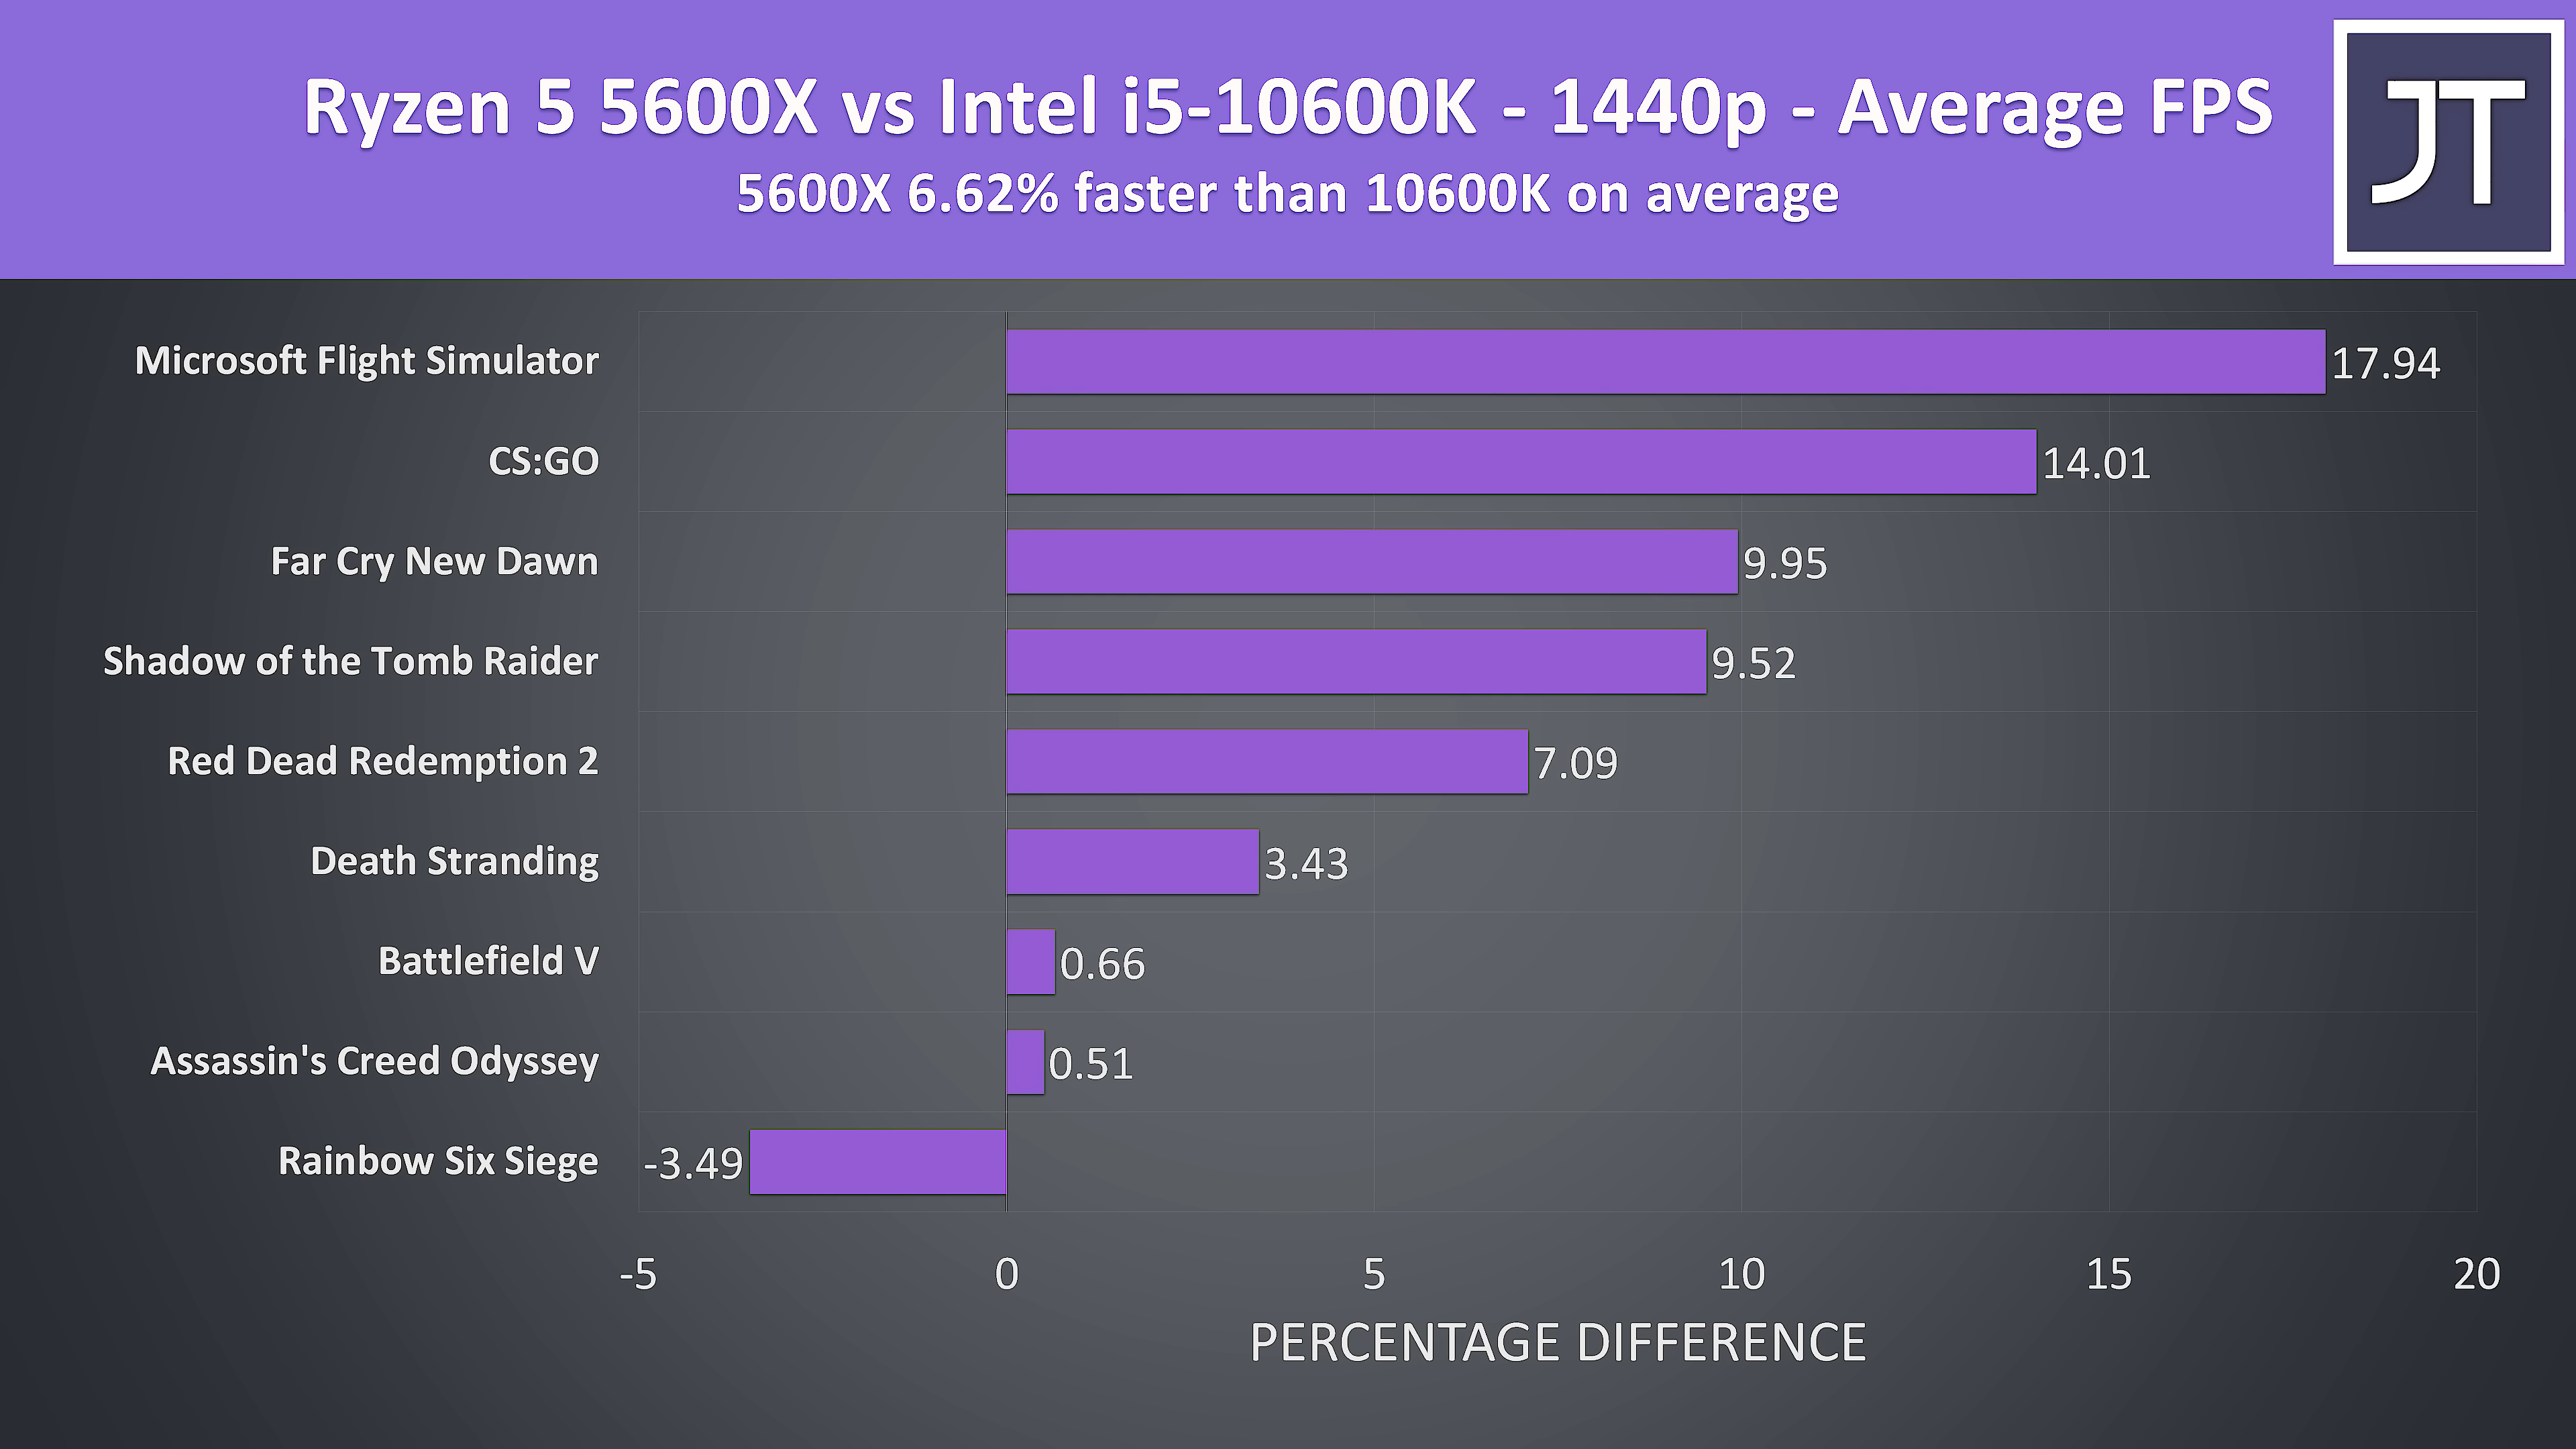 Ryzen 5 5600X vs Intel i5-10600K - 1440p - Average FPS
5600X 6.62% faster than 10600K on average
JT
Microsoft Flight Simulator 17.94
CS:GO 14.01
Far Cry New Dawn 9.95
Shadow of the Tomb Raider 9.52
Red Dead Redemption 2 7.09
Death Stranding 3.43
Battlefield V 0.66
Assassin's Creed Odyssey 0.51
Rainbow Six Siege -3.49
-5 0 5 10 15 20
PERCENTAGE DIFFERENCE